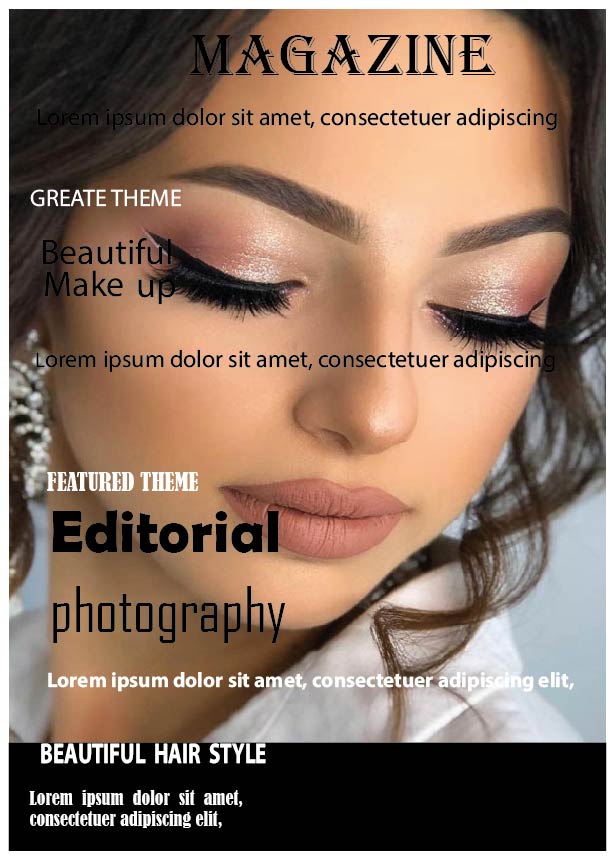 MAGAZINE
Lorem ipsum dolor sit amet, consectetuer adipiscing
GREATE THEME
Beautiful
Make up
Lorem ipsum dolor sit amet, consectetuer adipiscing
FEATURED THEME
Editorial
photography
Lorem ipsum dolor sit amet, consectetuer adipiscing elit,
BEAUTIFUL HAIR STYLE
Lorem ipsum dolor sit amet,
consectetuer adipiscing elit,